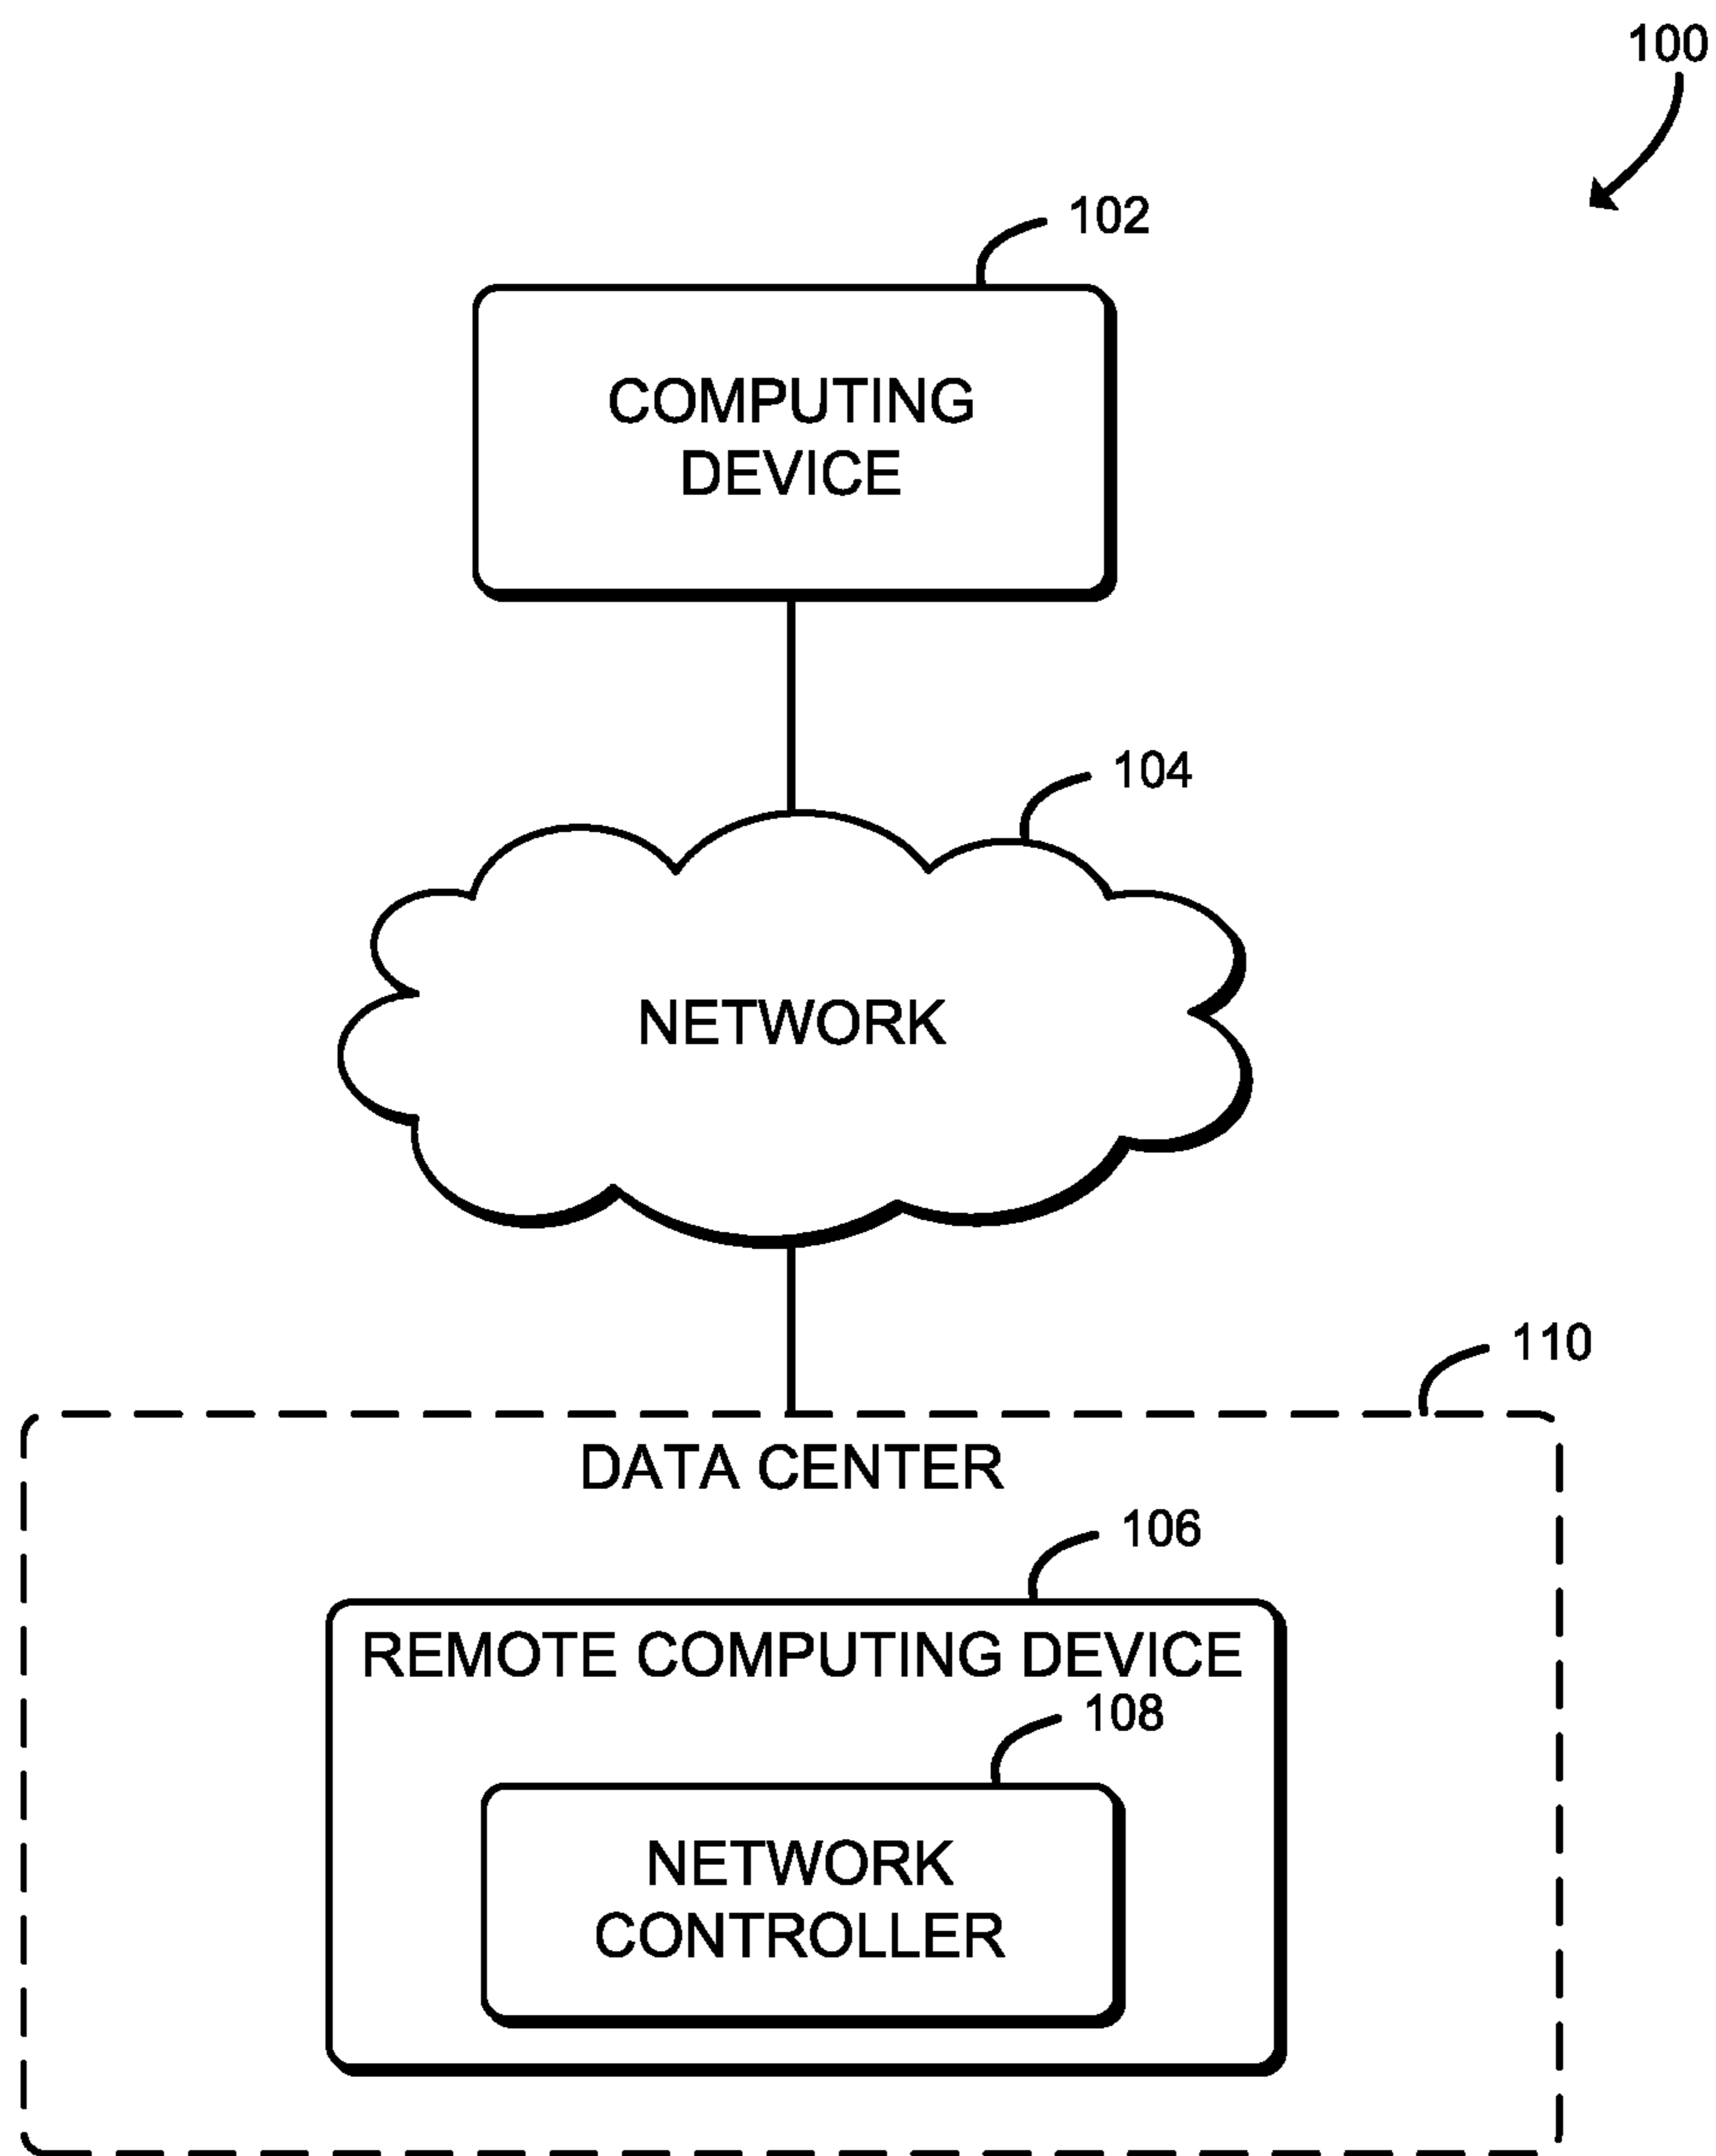 100
102
COMPUTING
DEVICE
104
NETWORK
110
DATA CENTER
106
REMOTE COMPUTING DEVICE
108
NETWORK
CONTROLLER